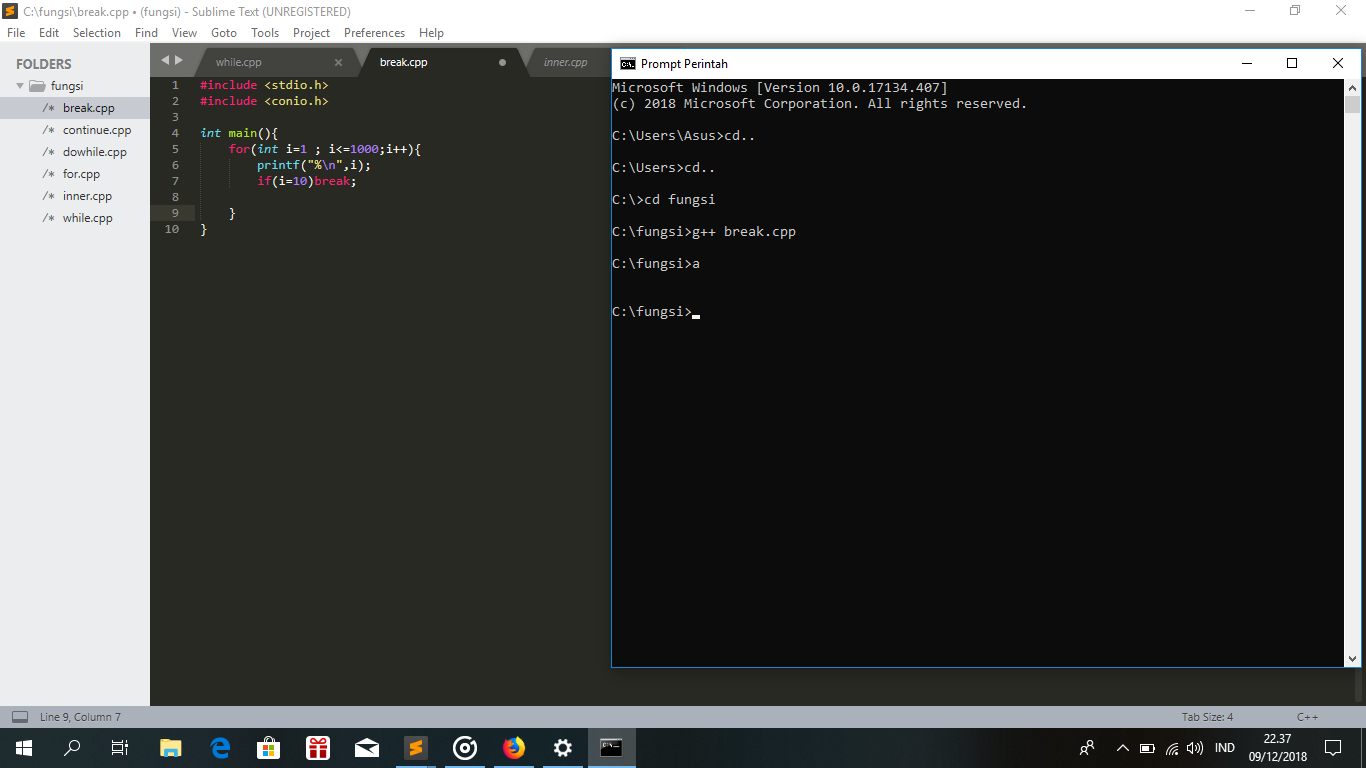 C:\fungsi\break.cpp • (fungsi) - Sublime Text (UNREGISTERED)
File Edit Selection Find View Goto Tools Project Preferences Help
FOLDERS
fungsi
/* break.cpp
/* continue.cpp
/* dowhile.cpp
/* for.cpp
/* inner.cpp
/* while.cpp
while.cpp break.cpp inner.cpp
1 #include <stdio.h>
2 #include <conio.h>
3
4 int main(){
5 for(int i=1 ; i<=1000;i++){
6 printf("%\n",i);
7 if(i=10)break;
8
9 }
10 }
Prompt Perintah
Microsoft Windows [Version 10.0.17134.407]
(c) 2018 Microsoft Corporation. All rights reserved.
C:\Users\Asus>cd..
C:\Users>cd..
C:\>cd fungsi
C:\fungsi>g++ break.cpp
C:\fungsi>a
C:\fungsi>
Line 9, Column 7 Tab Size: 4 C++
IND
22.37
09/12/2018